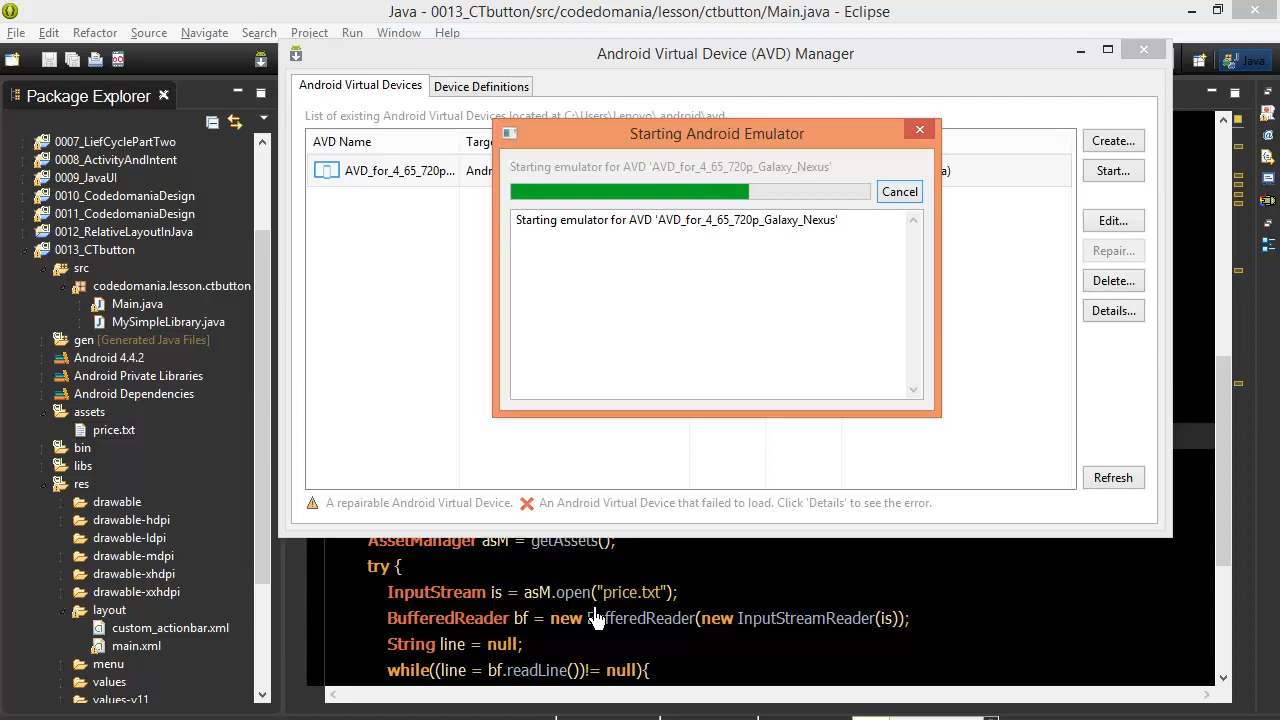 Java - 0013_CTbutton/src/codedomania/lesson/ctbutton/Main.java - Eclipse
File Edit Refactor Source Navigate Search Project Run Window Help
Java
Package Explorer
0007_LiefCyclePartTwo
0008_ActivityAndIntent
0009_JavaUI
0010_CodedomaniaDesign
0011_CodedomaniaDesign
0012_RelativeLayoutInJava
0013_CTbutton
src
codedomania.lesson.ctbutton
Main.java
MySimpleLibrary.java
gen [Generated Java Files]
Android 4.4.2
Android Private Libraries
Android Dependencies
assets
price.txt
bin
libs
res
drawable
drawable-hdpi
drawable-ldpi
drawable-mdpi
drawable-xhdpi
drawable-xxhdpi
layout
custom_actionbar.xml
main.xml
menu
values
values-v11
Android Virtual Device (AVD) Manager
Android Virtual Devices Device Definitions
List of existing Android Virtual Devices located at C:\Users\Lenovo\.android\avd
AVD Name
AVD_for_4_65_720p...
Create...
Start...
Edit...
Repair...
Delete...
Details...
Refresh
A repairable Android Virtual Device. An Android Virtual Device that failed to load. Click 'Details' to see the error.
Starting Android Emulator
Starting emulator for AVD 'AVD_for_4_65_720p_Galaxy_Nexus'
Cancel
Starting emulator for AVD 'AVD_for_4_65_720p_Galaxy_Nexus'
AssetManager asM = getAssets();
try {
InputStream is = asM.open("price.txt");
BufferedReader bf = new BufferedReader(new InputStreamReader(is));
String line = null;
while((line = bf.readLine())!= null){